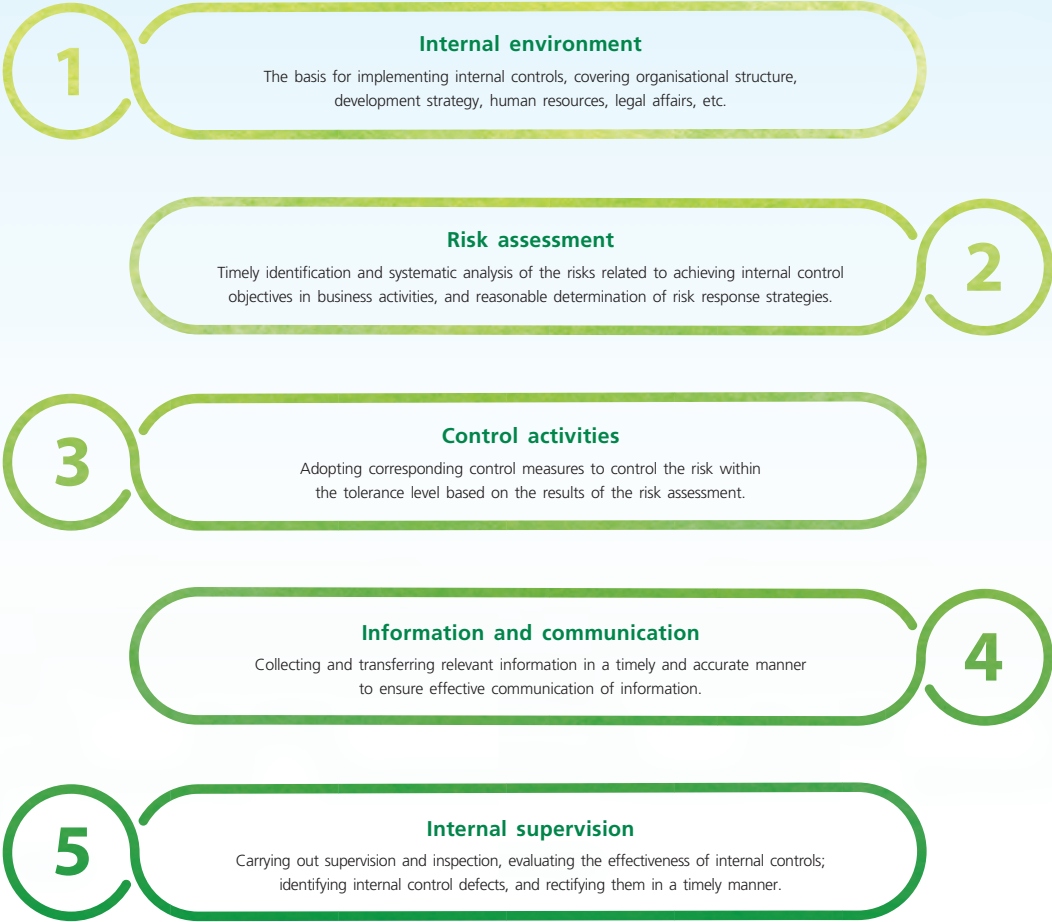 1
Internal environment
The basis for implementing internal controls, covering organisational structure,
development strategy, human resources, legal affairs, etc.
Risk assessment
Timely identification and systematic analysis of the risks related to achieving internal control
objectives in business activities, and reasonable determination of risk response strategies.
2
3
Control activities
Adopting corresponding control measures to control the risk within
the tolerance level based on the results of the risk assessment.
Information and communication
Collecting and transferring relevant information in a timely and accurate manner
to ensure effective communication of information.
4
5
Internal supervision
Carrying out supervision and inspection, evaluating the effectiveness of internal controls;
identifying internal control defects, and rectifying them in a timely manner.